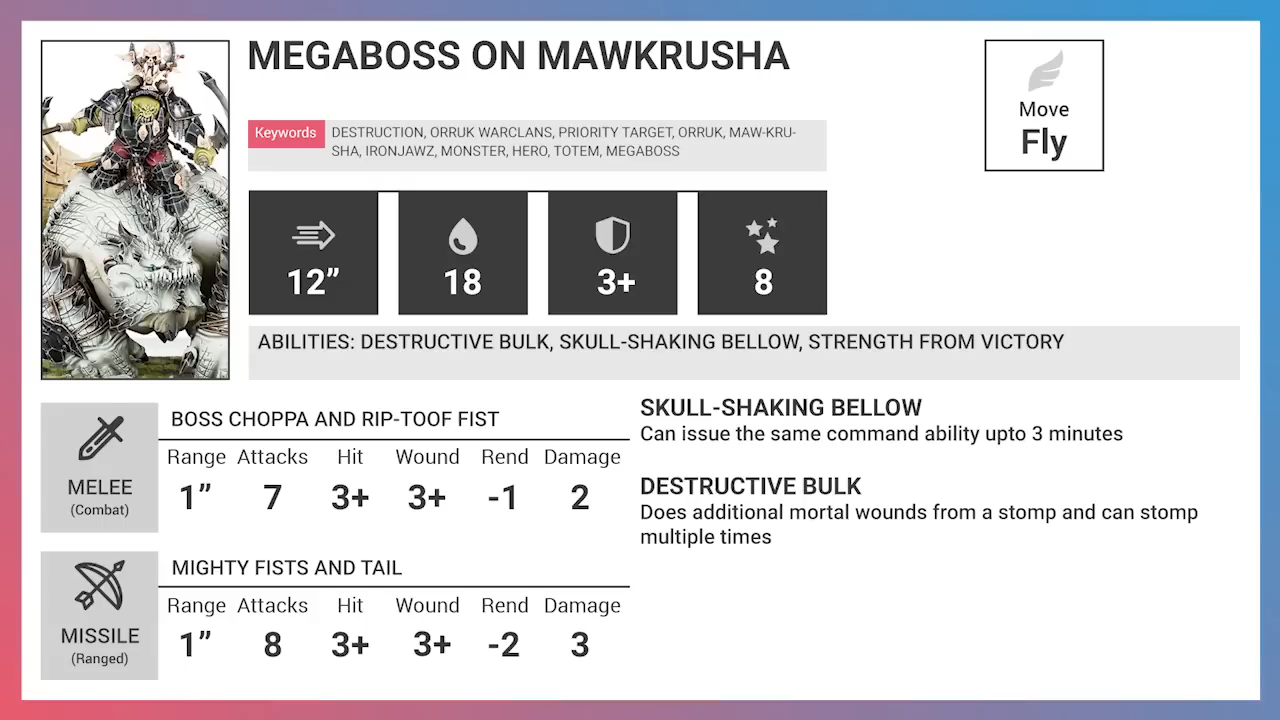 MEGABOSS ON MAWKRUSHA
Move
Fly
Keywords
DESTRUCTION, ORRUK WARCLANS, PRIORITY TARGET, ORRUK, MAW-KRU-
SHA, IRONJAWZ, MONSTER, HERO, TOTEM, MEGABOSS
12” 18 3+ 8
ABILITIES: DESTRUCTIVE BULK, SKULL-SHAKING BELLOW, STRENGTH FROM VICTORY
MELEE
(Combat)
BOSS CHOPPA AND RIP-TOOF FIST
Range Attacks Hit Wound Rend Damage
1” 7 3+ 3+ -1 2
MISSILE
(Ranged)
MIGHTY FISTS AND TAIL
Range Attacks Hit Wound Rend Damage
1” 8 3+ 3+ -2 3
SKULL-SHAKING BELLOW
Can issue the same command ability upto 3 minutes
DESTRUCTIVE BULK
Does additional mortal wounds from a stomp and can stomp
multiple times